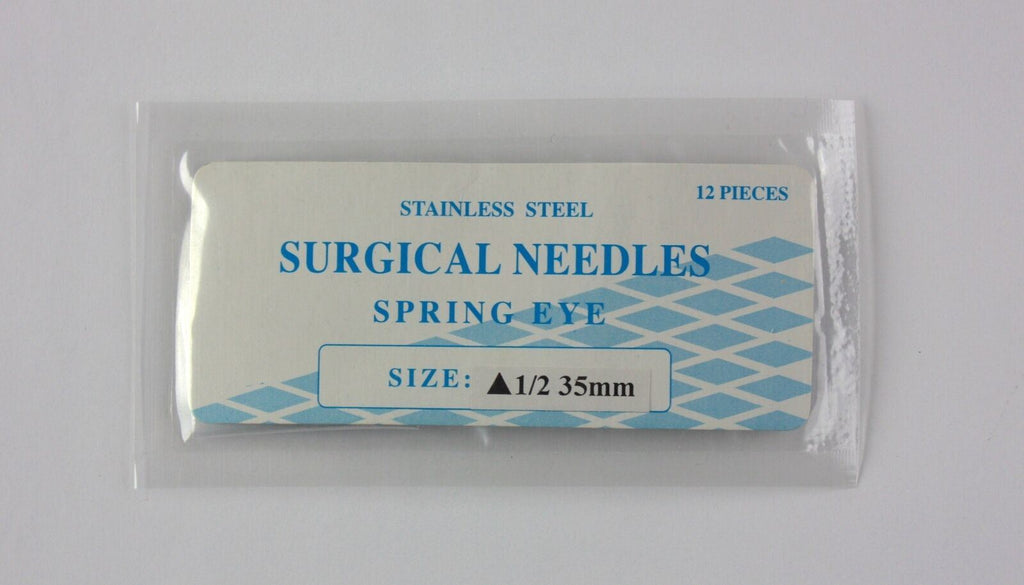 12 PIECES
STAINLESS STEEL
SURGICAL NEEDLES
SPRING EYE
SIZE: ▲1/2 35mm